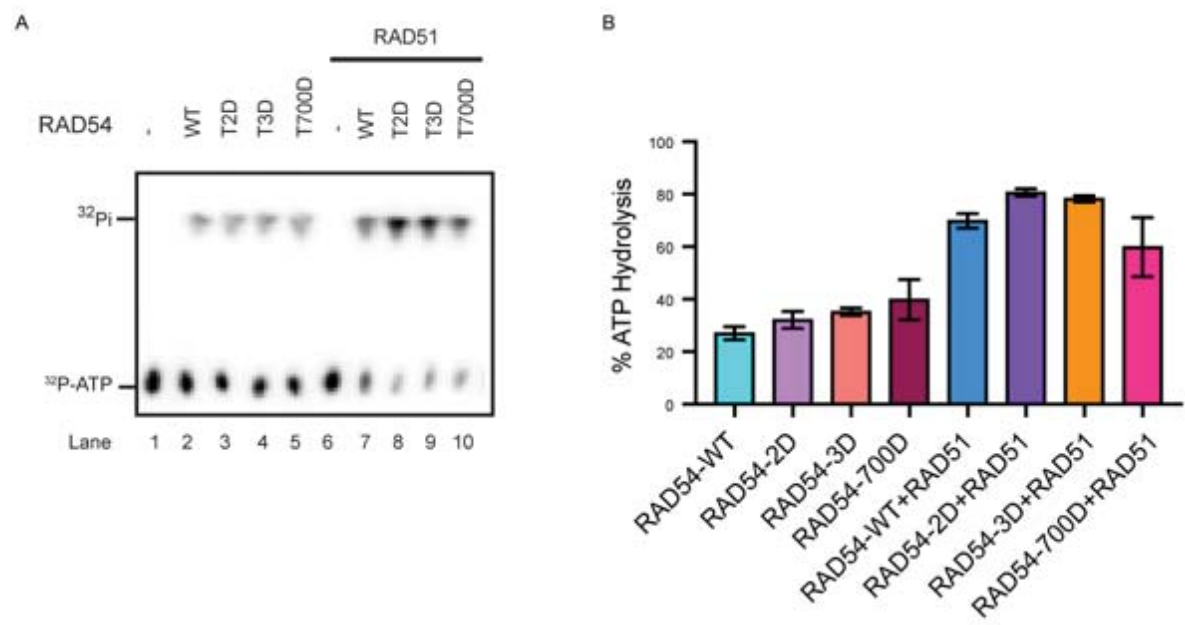 A
RAD51
RAD54 - WT T2D T3D T700D - WT T2D T3D T700D
³²Pi
³²P-ATP
Lane 1 2 3 4 5 6 7 8 9 10
B
% ATP Hydrolysis
100
80
60
40
20
0
RAD54-WT
RAD54-2D
RAD54-3D
RAD54-700D
RAD54-WT+RAD51
RAD54-2D+RAD51
RAD54-3D+RAD51
RAD54-700D+RAD51